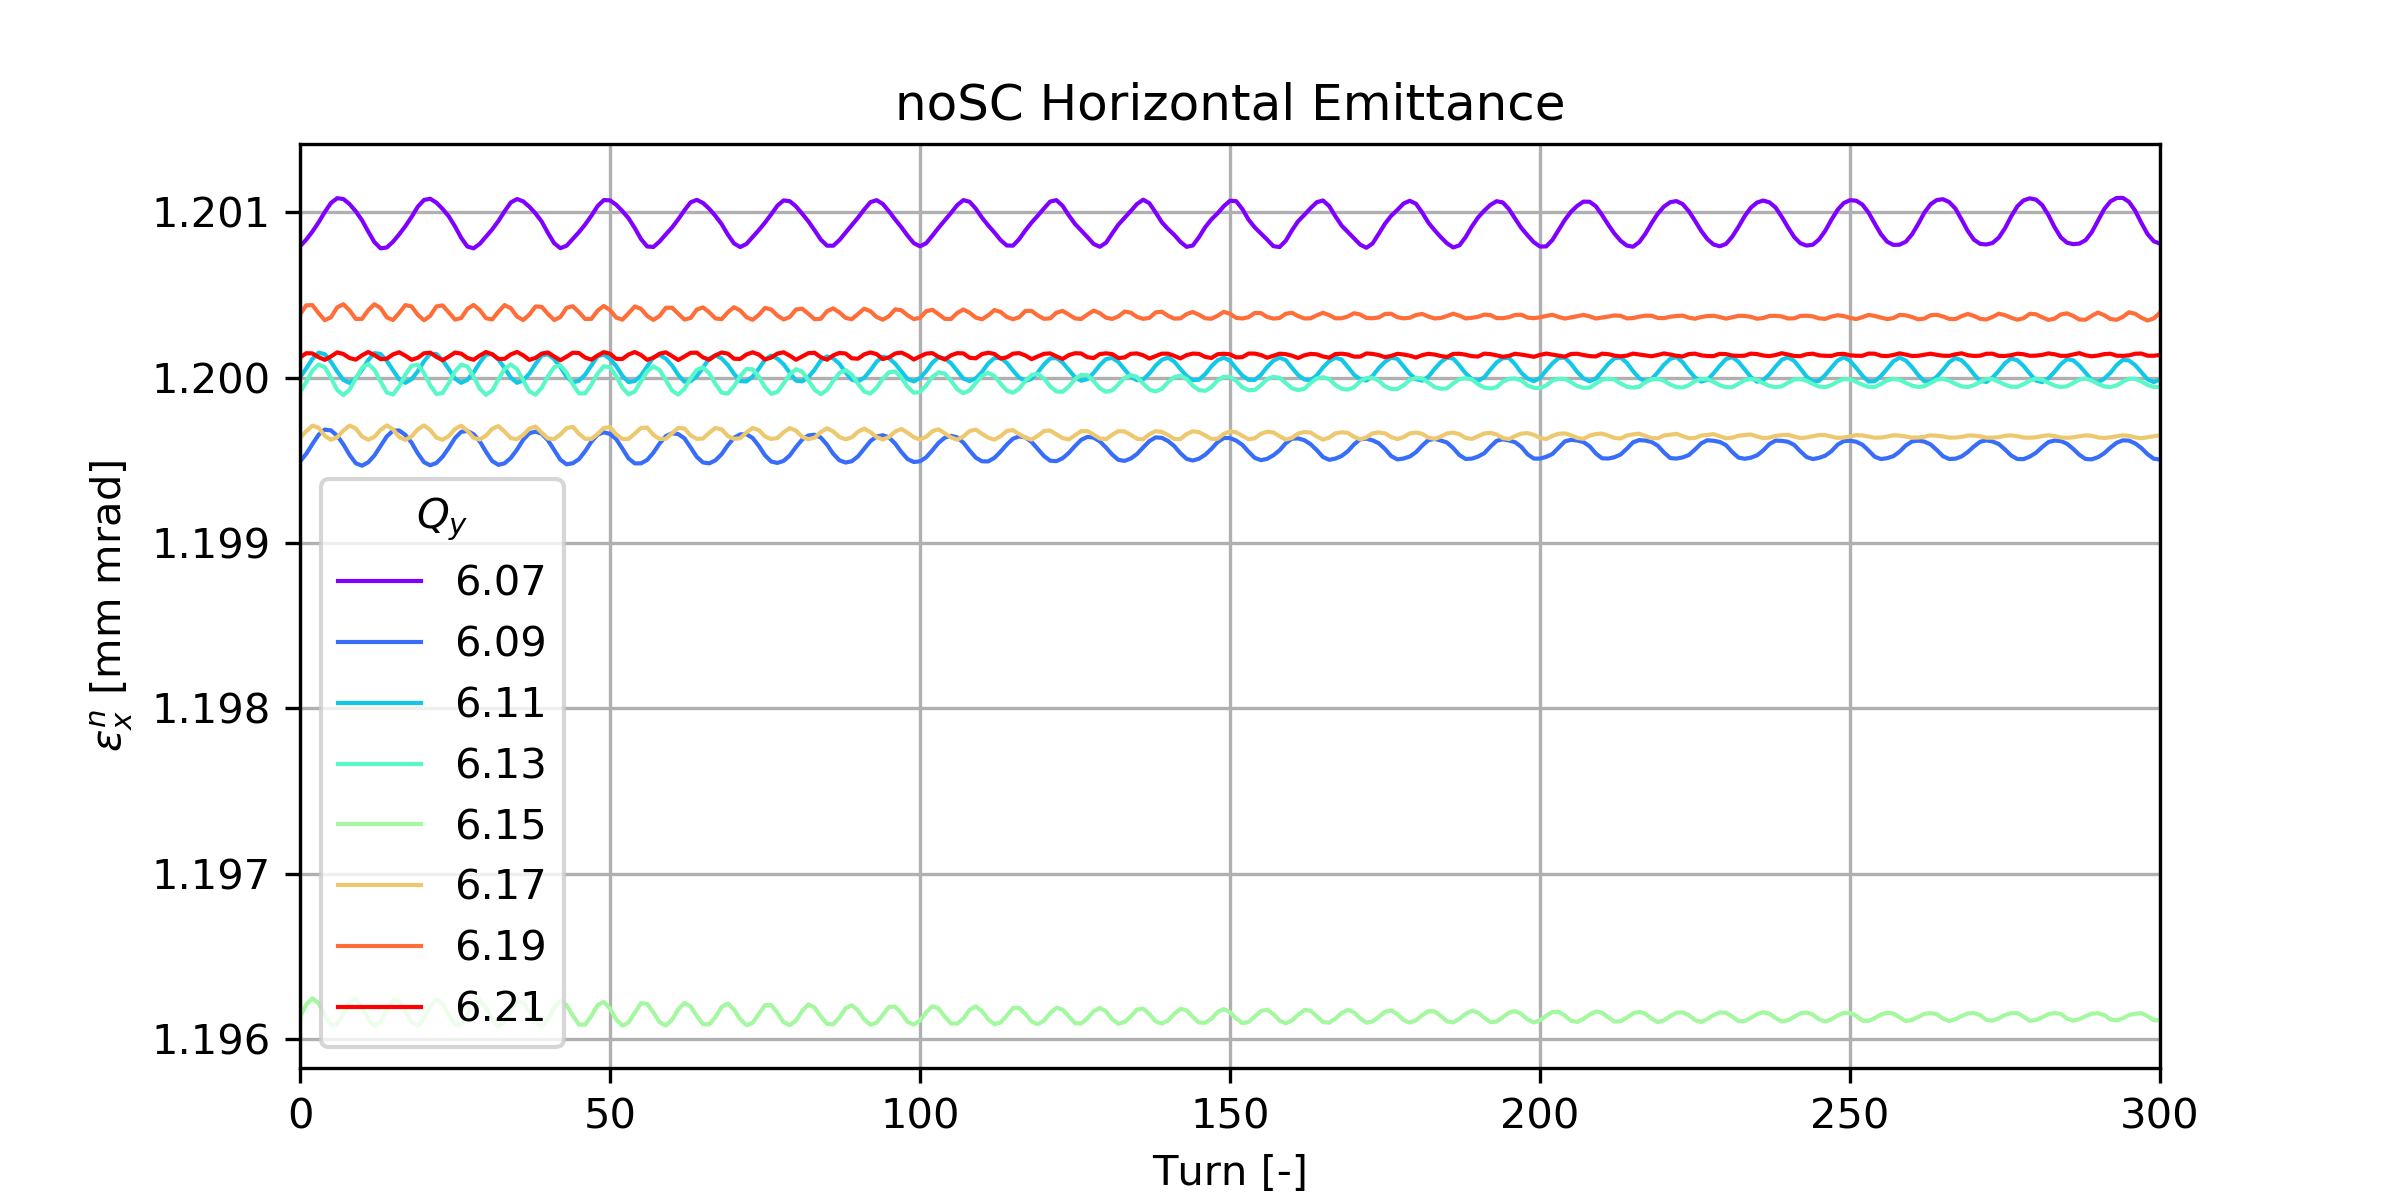 noSC Horizontal Emittance
1.201
1.200
1.199
1.198
1.197
1.196
εₓⁿ [mm mrad]
Q_y
6.07
6.09
6.11
6.13
6.15
6.17
6.19
6.21
0 50 100 150 200 250 300
Turn [-]